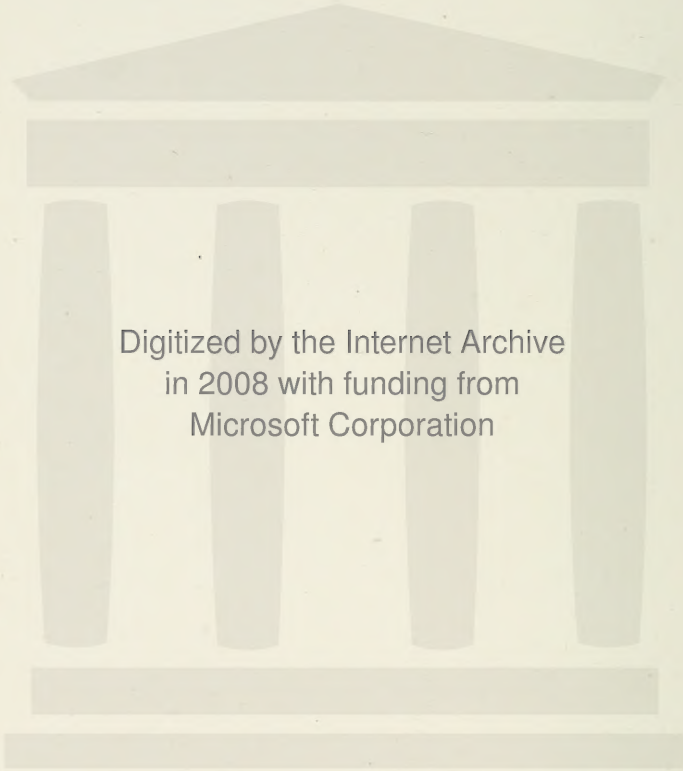 Digitized by the Internet Archive
in 2008 with funding from
Microsoft Corporation